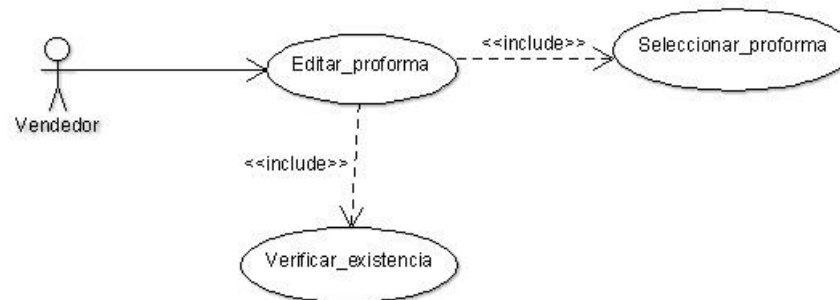 Editar_proforma
<<include>>
Seleccionar_proforma
Vendedor
<<include>>
Verificar_existencia